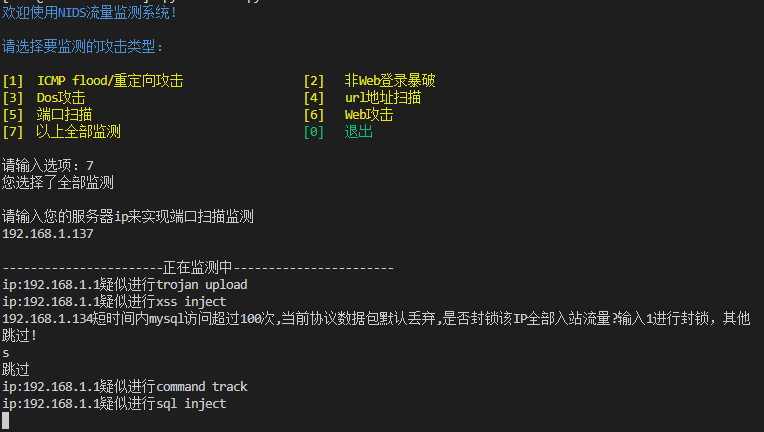 欢迎使用NIDS流量监测系统!
请选择要监测的攻击类型:
[1] ICMP flood/重定向攻击 [2] 非Web登录暴破
[3] Dos攻击 [4] url地址扫描
[5] 端口扫描 [6] Web攻击
[7] 以上全部监测 [0] 退出
请输入选项: 7
您选择了全部监测
请输入您的服务器ip来实现端口扫描监测
192.168.1.137
-----------------------正在监测中-----------------------
ip:192.168.1.1疑似进行trojan upload
ip:192.168.1.1疑似进行xss inject
192.168.1.134短时间内mysql访问超过100次,当前协议数据包默认丢弃,是否封锁该IP全部入站流量?输入1进行封锁, 其他
跳过!
s
跳过
ip:192.168.1.1疑似进行command track
ip:192.168.1.1疑似进行sql inject